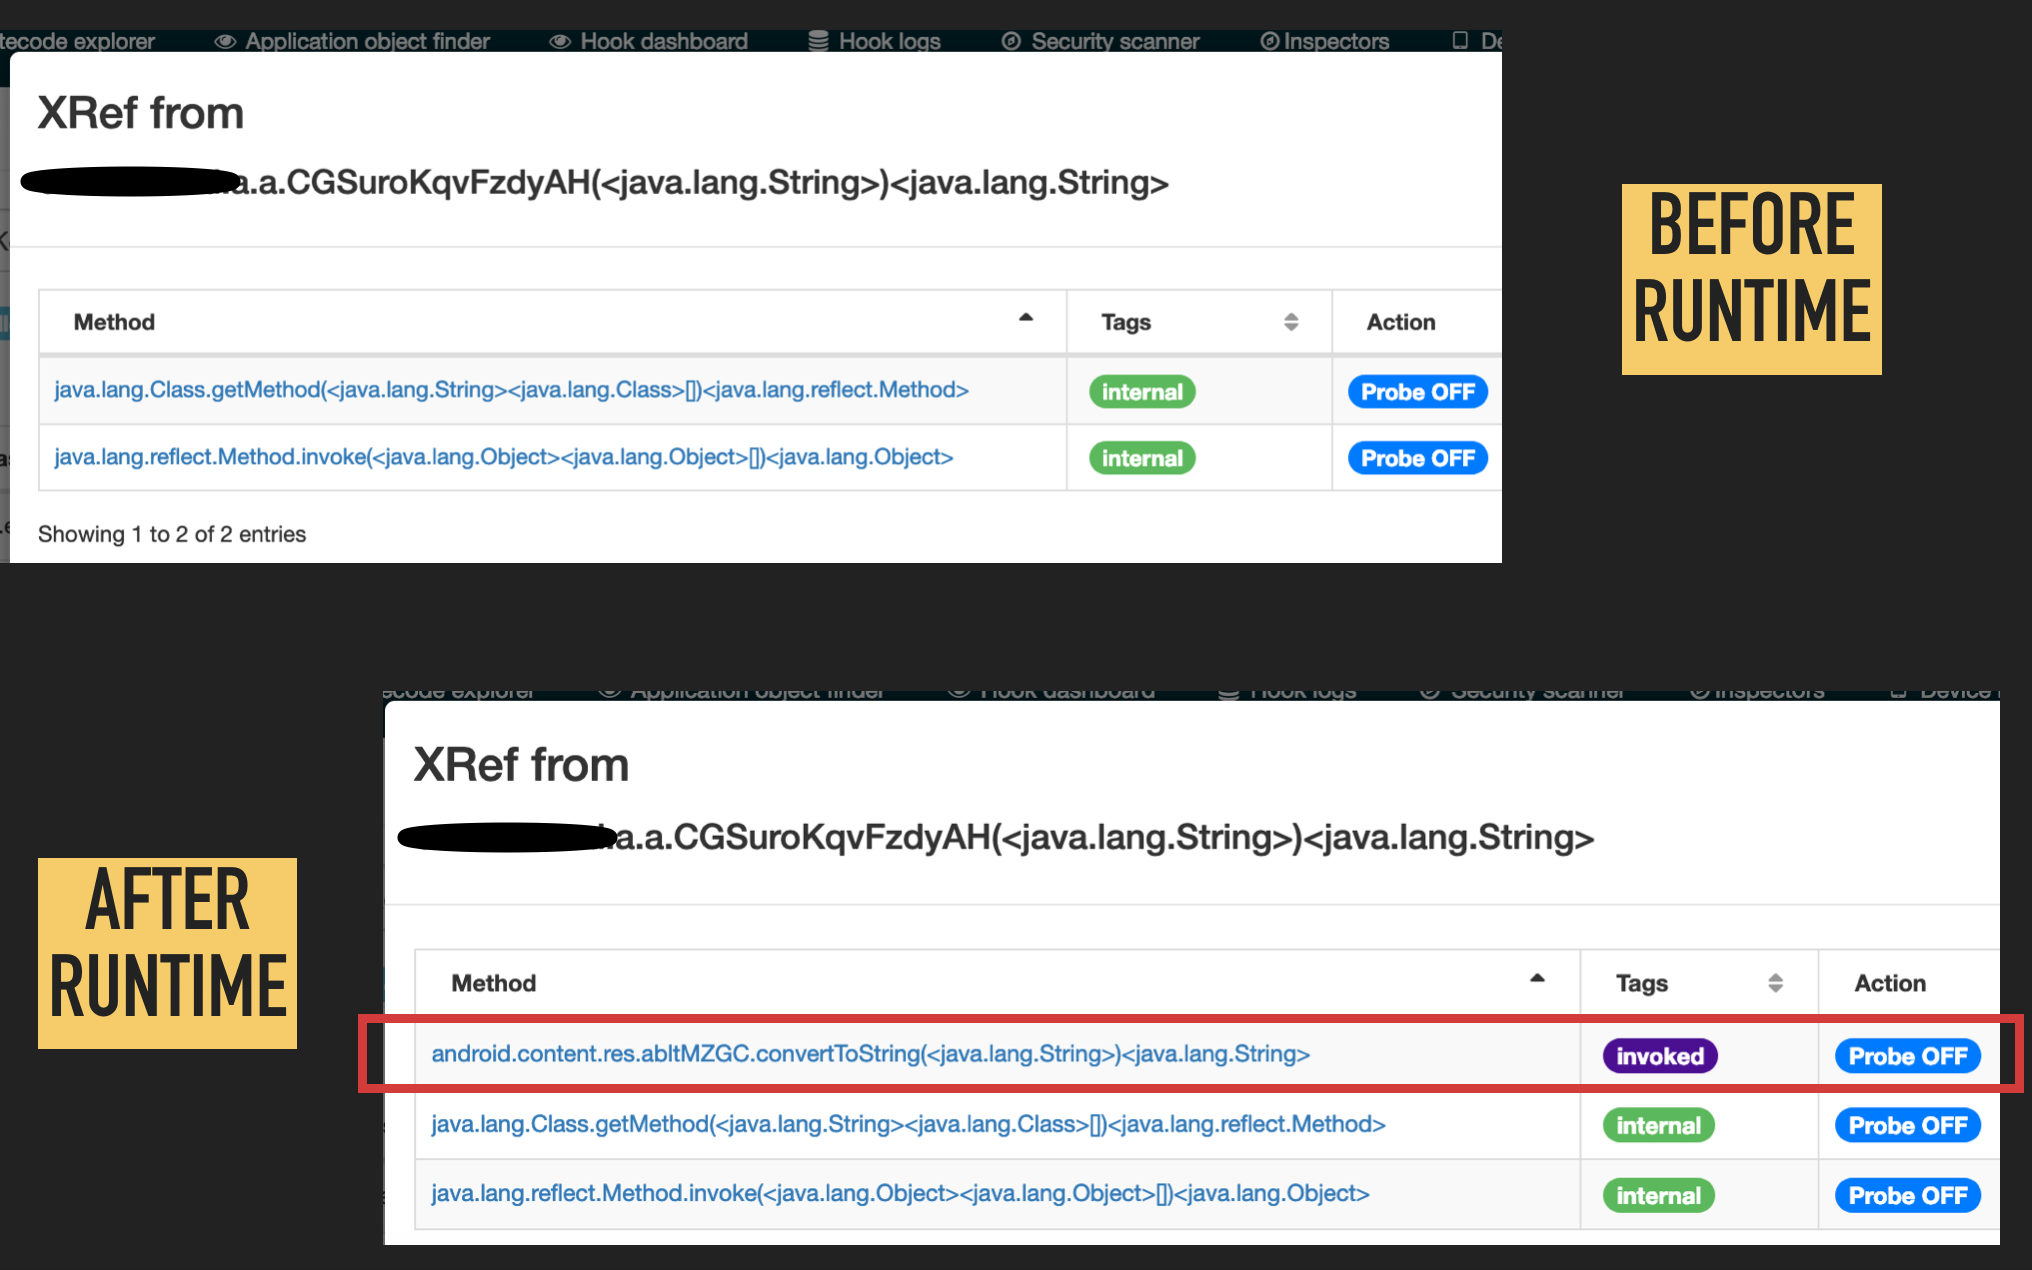 tecode explorer Application object finder Hook dashboard Hook logs Security scanner Inspectors De
XRef from
.a.a.CGSuroKqvFzdyAH(<java.lang.String>)<java.lang.String>
BEFORE
RUNTIME
Method Tags Action
java.lang.Class.getMethod(<java.lang.String><java.lang.Class>[])<java.lang.reflect.Method> internal Probe OFF
java.lang.reflect.Method.invoke(<java.lang.Object><java.lang.Object>[])<java.lang.Object> internal Probe OFF
Showing 1 to 2 of 2 entries
ecode explorer Application object finder Hook dashboard Hook logs Security scanner Inspectors Device
XRef from
.a.a.CGSuroKqvFzdyAH(<java.lang.String>)<java.lang.String>
AFTER
RUNTIME
Method Tags Action
android.content.res.abltMZGC.convertToString(<java.lang.String>)<java.lang.String> invoked Probe OFF
java.lang.Class.getMethod(<java.lang.String><java.lang.Class>[])<java.lang.reflect.Method> internal Probe OFF
java.lang.reflect.Method.invoke(<java.lang.Object><java.lang.Object>[])<java.lang.Object> internal Probe OFF